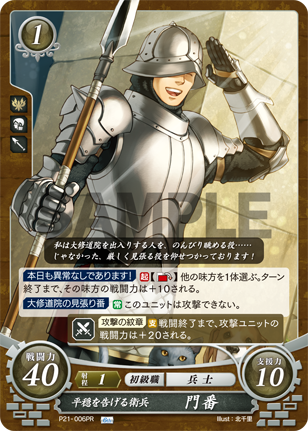 1
SAMPLE
私は大修道院を出入りする人を、のんびり眺める役……
じゃなかった、厳しく見張る役を仰せつかっております！
本日も異常なしであります！ 起【】他の味方を1体選ぶ。ターン
終了まで、その味方の戦闘力は＋10される。
大修道院の見張り番 常 このユニットは攻撃できない。
攻撃の紋章 支 戦闘終了まで、攻撃ユニットの
戦闘力は＋20される。
戦闘力 40
射程 1 初級職 兵士
支援力 10
平穏を告げる衛兵 門番
P21-006PR Illust：北千里